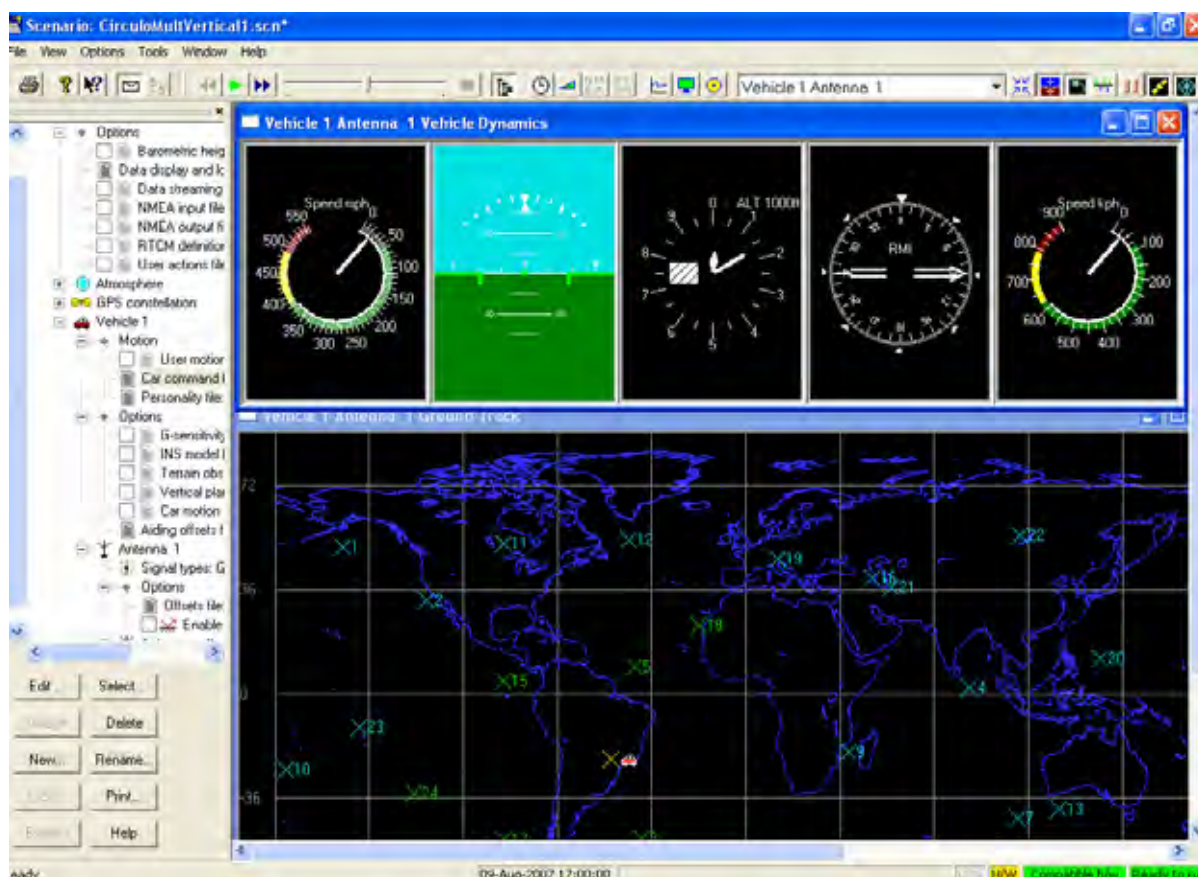 Scenario: CirculoMultVertical1.scn*
File View Options Tools Window Help
Vehicle 1 Antenna 1
Options
Barometric heig
Data display and lo
Data streaming
NMEA input file
NMEA output fi
RTCM definition
User actions file
Atmosphere
GPS constellation
Vehicle 1
Motion
User motion
Car command f
Personality file:
Options
G-sensitivity
INS model
Terrain obs
Vertical plan
Car motion
Aiding offsets f
Antenna 1
Signal types: G
Options
Offsets file
Enable
Edit... Select...
Delete
New... Rename...
Print...
Help
Vehicle 1 Antenna 1 Vehicle Dynamics
Speed mph
0 50 100 150 200 250 300 350 400 450 500 550
ALT 1000ft
0 1 2 3 4 5 6 7 8 9
RMI
Speed kph
0 100 200 300 400 500 600 700 800 900
Vehicle 1 Antenna 1 Ground Track
72
1 11 12 22
19
16
36 21
2
18
5 20
15
0 4
23
9
10
24
-36
13
7
09-Aug-2007 12:00:00